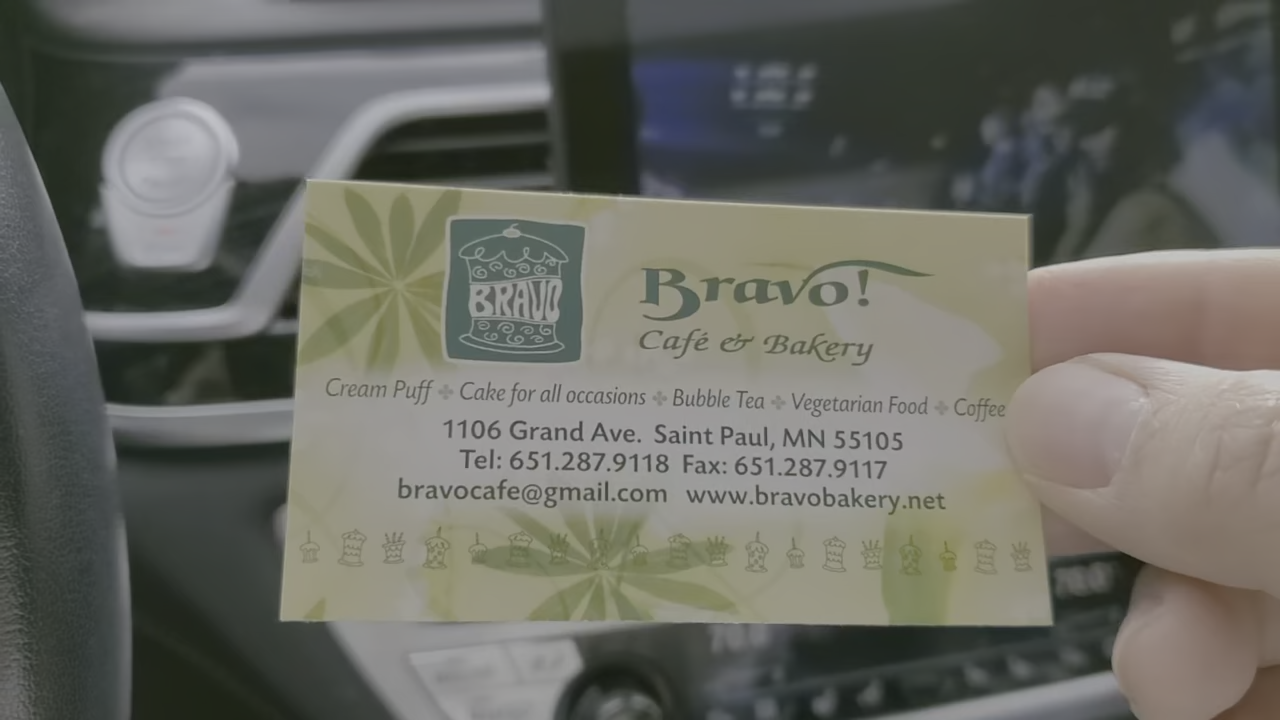 BRAVO
Bravo!
Café & Bakery
Cream Puff ✤ Cake for all occasions ✤ Bubble Tea ✤ Vegetarian Food ✤ Coffee
1106 Grand Ave. Saint Paul, MN 55105
Tel: 651.287.9118 Fax: 651.287.9117
bravocafe@gmail.com www.bravobakery.net